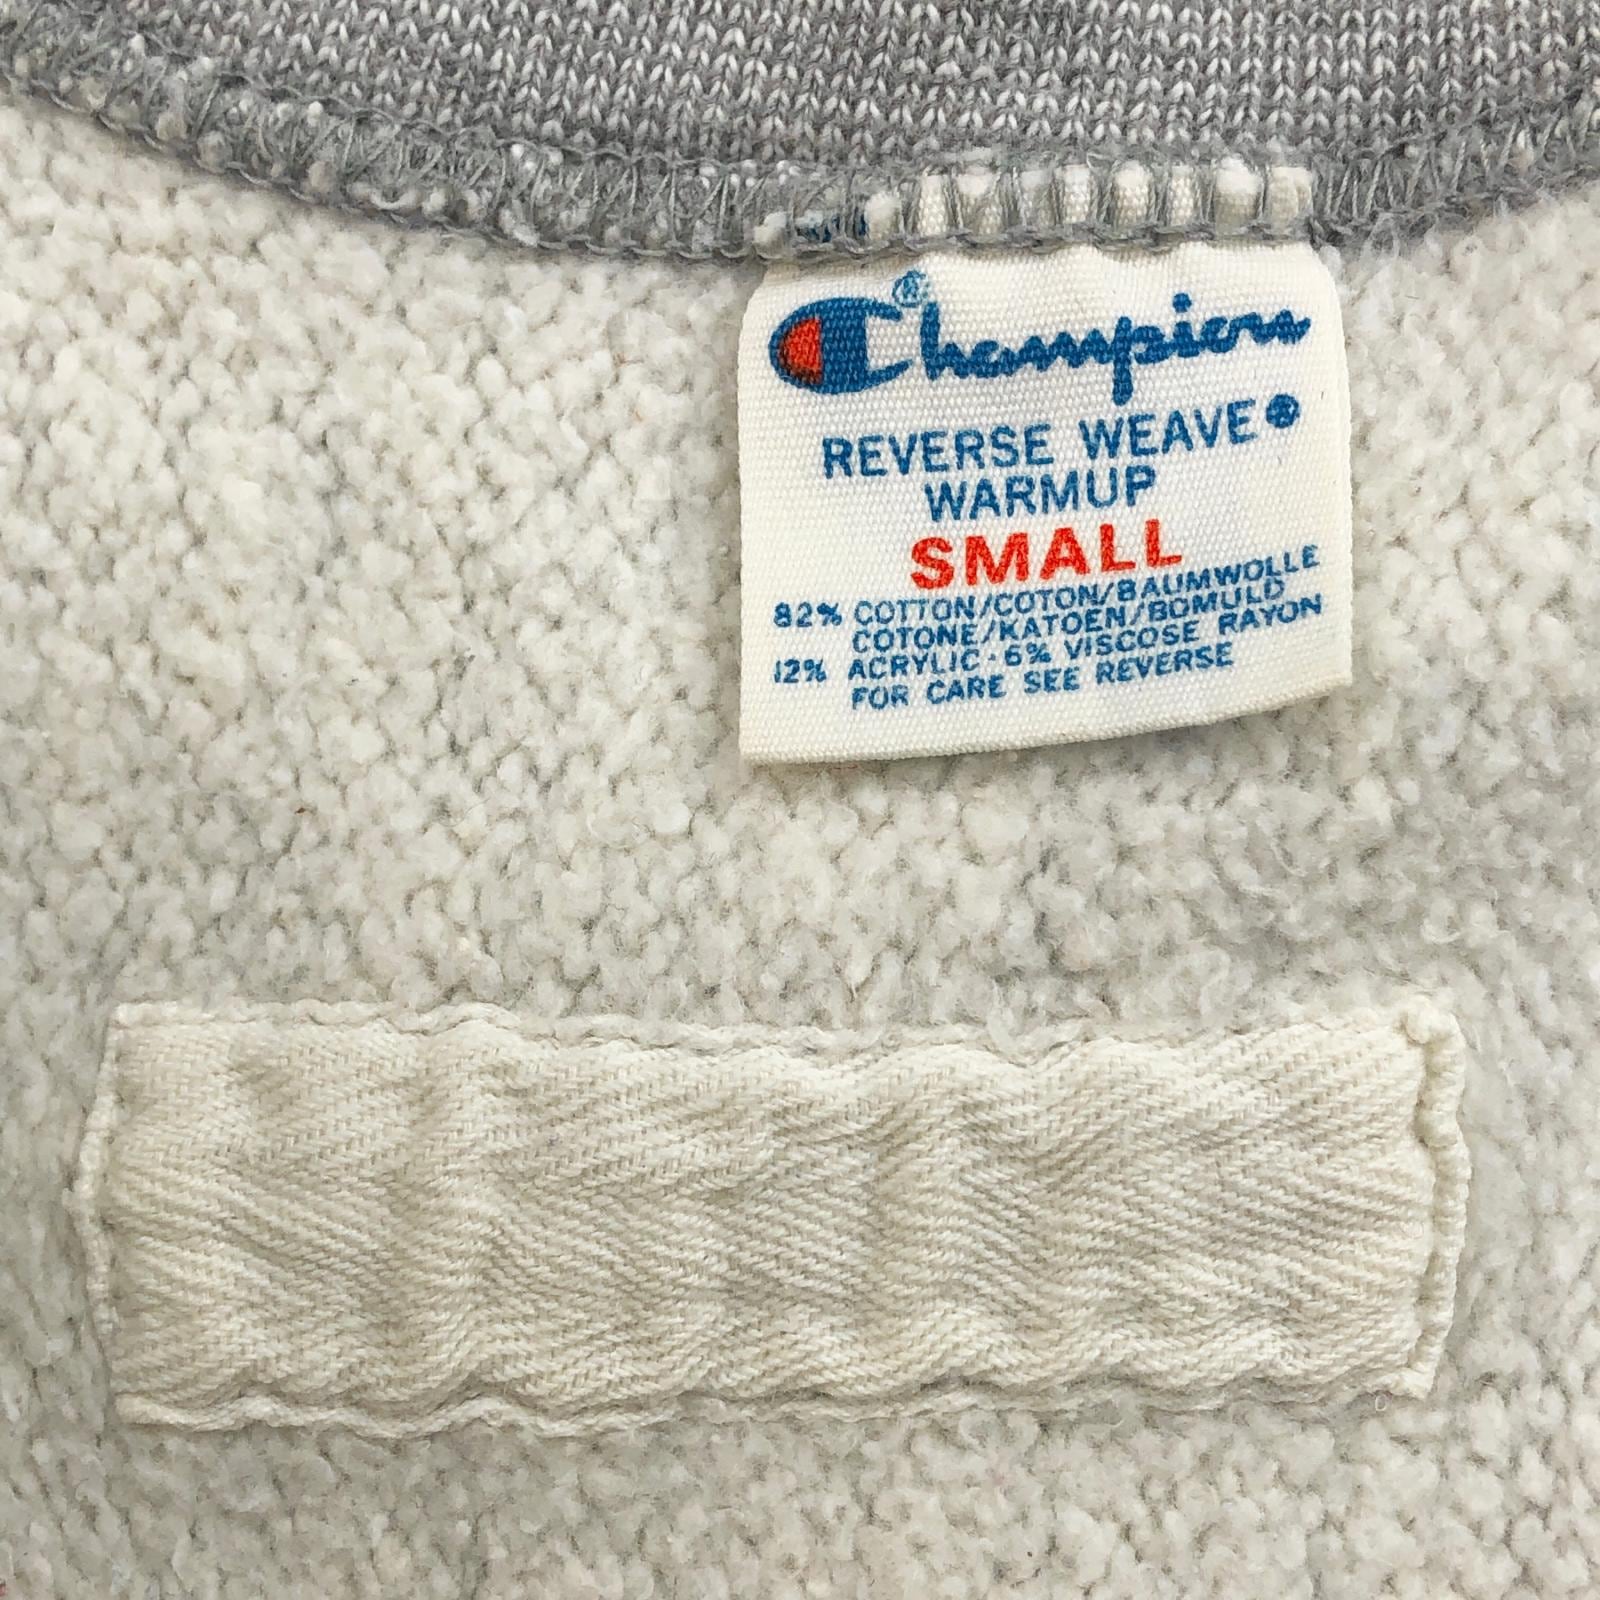 Champion®
REVERSE WEAVE®
WARMUP
SMALL
82% COTTON/COTON/BAUMWOLLE
COTONE/KATOEN/BOMULD
12% ACRYLIC-6% VISCOSE RAYON
FOR CARE SEE REVERSE